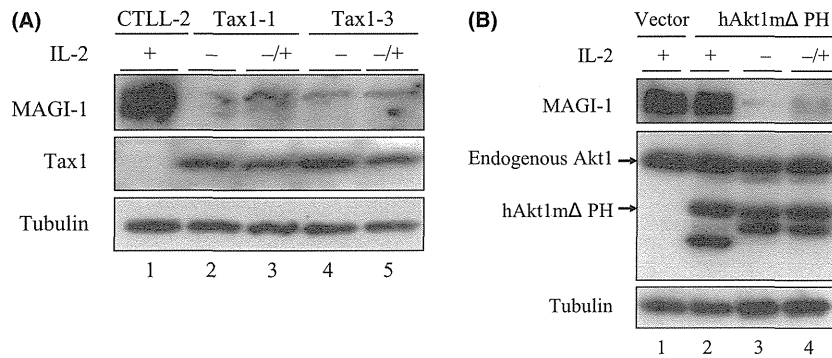 (A)
CTLL-2 Tax1-1 Tax1-3
IL-2 + – –/+ – –/+
MAGI-1
Tax1
Tubulin
1 2 3 4 5
(B)
Vector hAkt1mΔ PH
IL-2 + + – –/+
MAGI-1
Endogenous Akt1
hAkt1mΔ PH
Tubulin
1 2 3 4